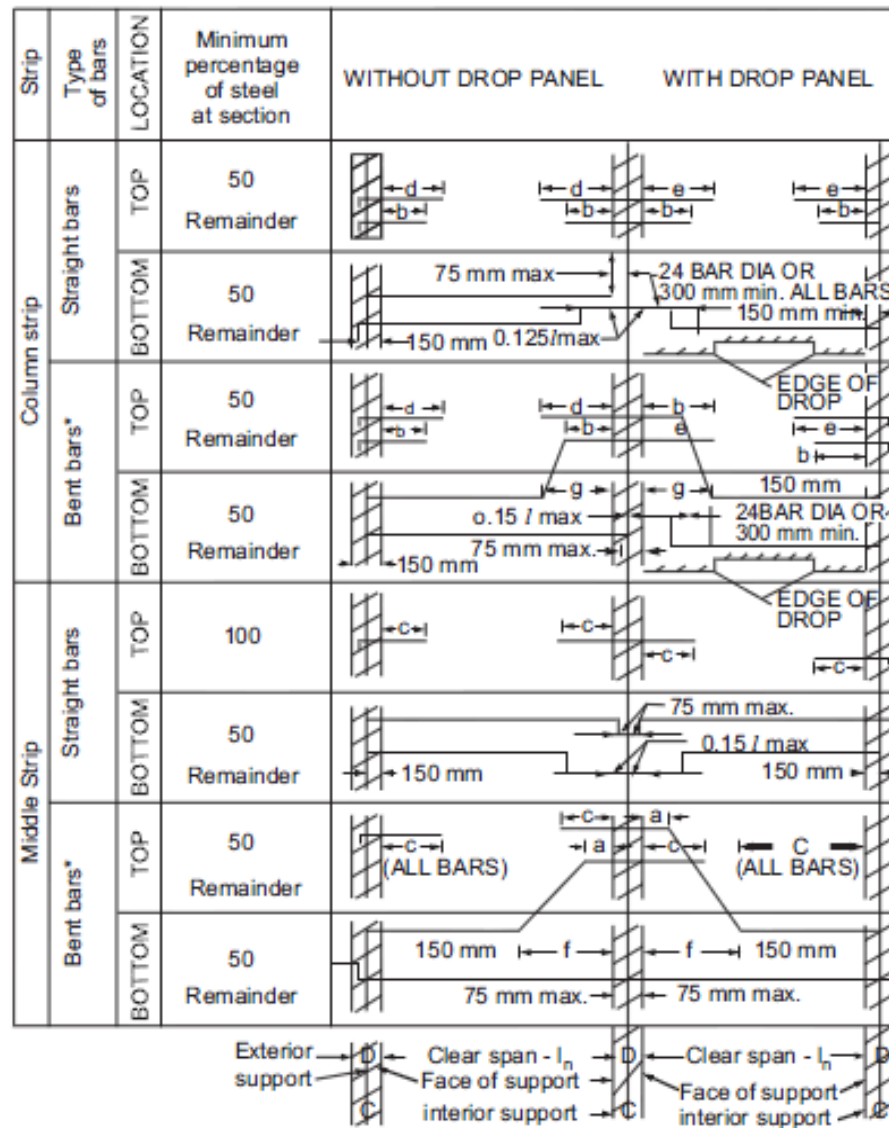 Strip
Type of bars
LOCATION
Minimum
percentage
of steel
at section
WITHOUT DROP PANEL
WITH DROP PANEL
Column strip
Straight bars
TOP
50
Remainder
d
b
d
b
e
b
e
b
BOTTOM
50
Remainder
75 mm max
24 BAR DIA OR
300 mm min. ALL BARS
150 mm min.
150 mm
0.125lmax
EDGE OF
DROP
Bent bars*
TOP
50
Remainder
d
b
d
b
b
e
e
b
BOTTOM
50
Remainder
g
g
150 mm
o.15 l max
24BAR DIA OR
300 mm min.
75 mm max.
150 mm
EDGE OF
DROP
Middle Strip
Straight bars
TOP
100
c
c
c
c
BOTTOM
50
Remainder
75 mm max.
0.15 l max
150 mm
150 mm
Bent bars*
TOP
50
Remainder
c
(ALL BARS)
c
a
a
c
C
(ALL BARS)
BOTTOM
50
Remainder
150 mm
f
f
150 mm
75 mm max.
75 mm max.
Exterior
support
D
C
Clear span - ln
Face of support
interior support
D
C
Clear span - ln
Face of support
interior support
D
C